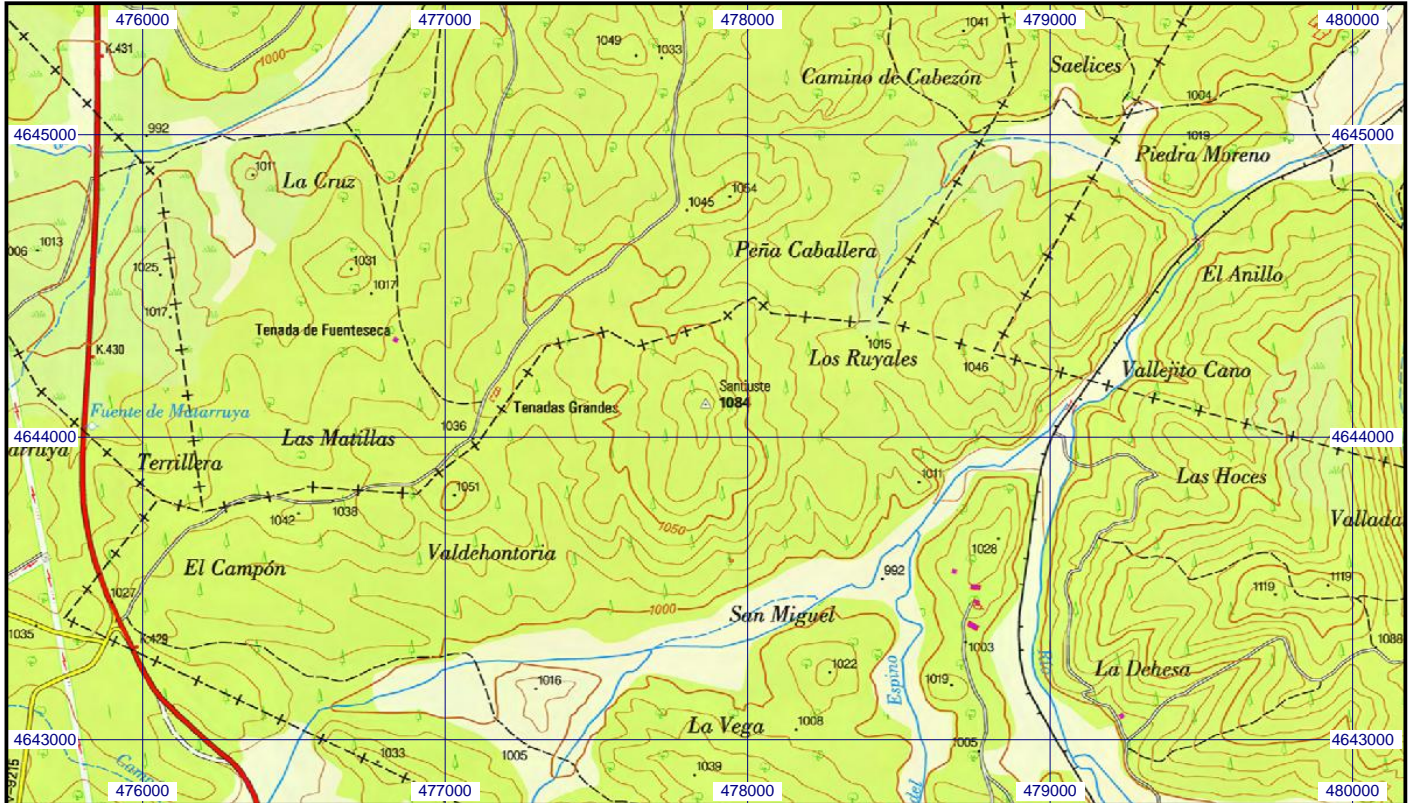 476000
477000
478000
479000
480000
K.431
1000
1049
1033
1041
Camino de Cabezón
Saelices
1004
992
4645000
4645000
1019
Piedra Moreno
1011
La Cruz
1054
1045
1013
006
1025
1031
1017
1017
Peña Caballera
El Anillo
Tenada de Fuenteseca
K.430
1015
Los Ruyales
1046
Vallejito Cano
Santiuste
1084
Tenadas Grandes
Fuente de Matarruya
1036
Las Matillas
4644000
4644000
arruya
Terrillera
1011
Las Hoces
1051
1038
1042
1050
Vallada
Valdehontoria
1028
El Campón
992
1119
1119
1027
1000
San Miguel
1035
K.429
1003
1088
1022
Río
La Dehesa
1016
1019
Espino
La Vega
1008
4643000
4643000
1033
1005
1005
1039
del
-9215
476000
477000
478000
479000
480000